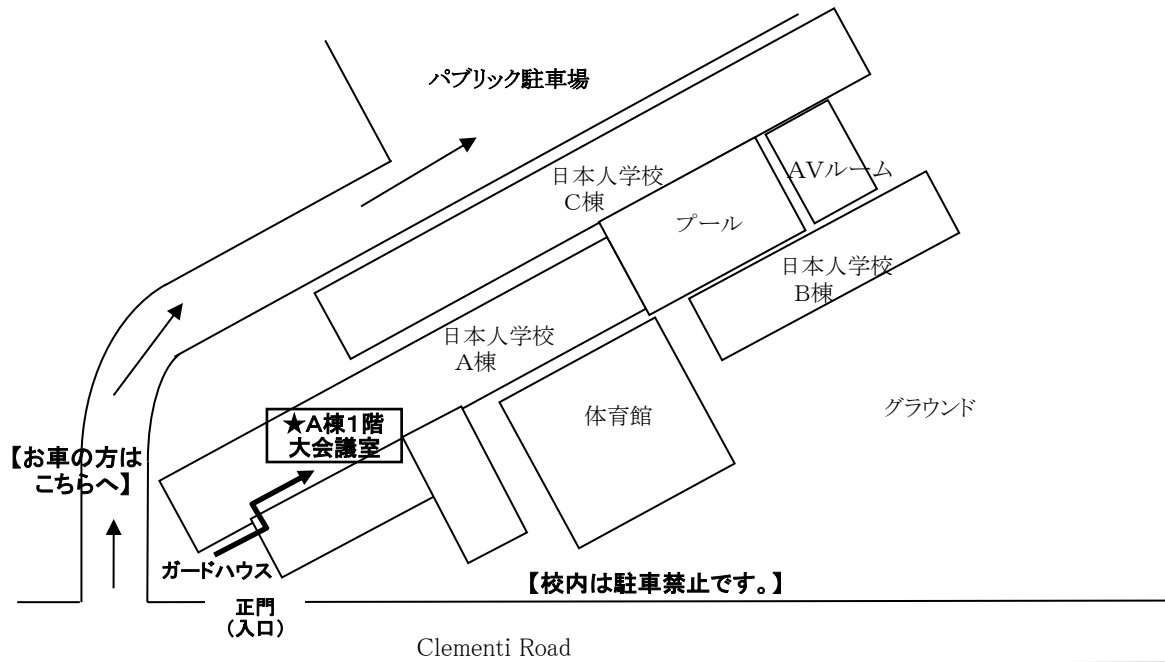 パブリック駐車場
日本人学校
C棟
AVルーム
プール
日本人学校
B棟
日本人学校
A棟
★A棟1階
大会議室
体育館
グラウンド
【お車の方は
こちらへ】
ガードハウス
【校内は駐車禁止です。】
正門
(入口)
Clementi Road